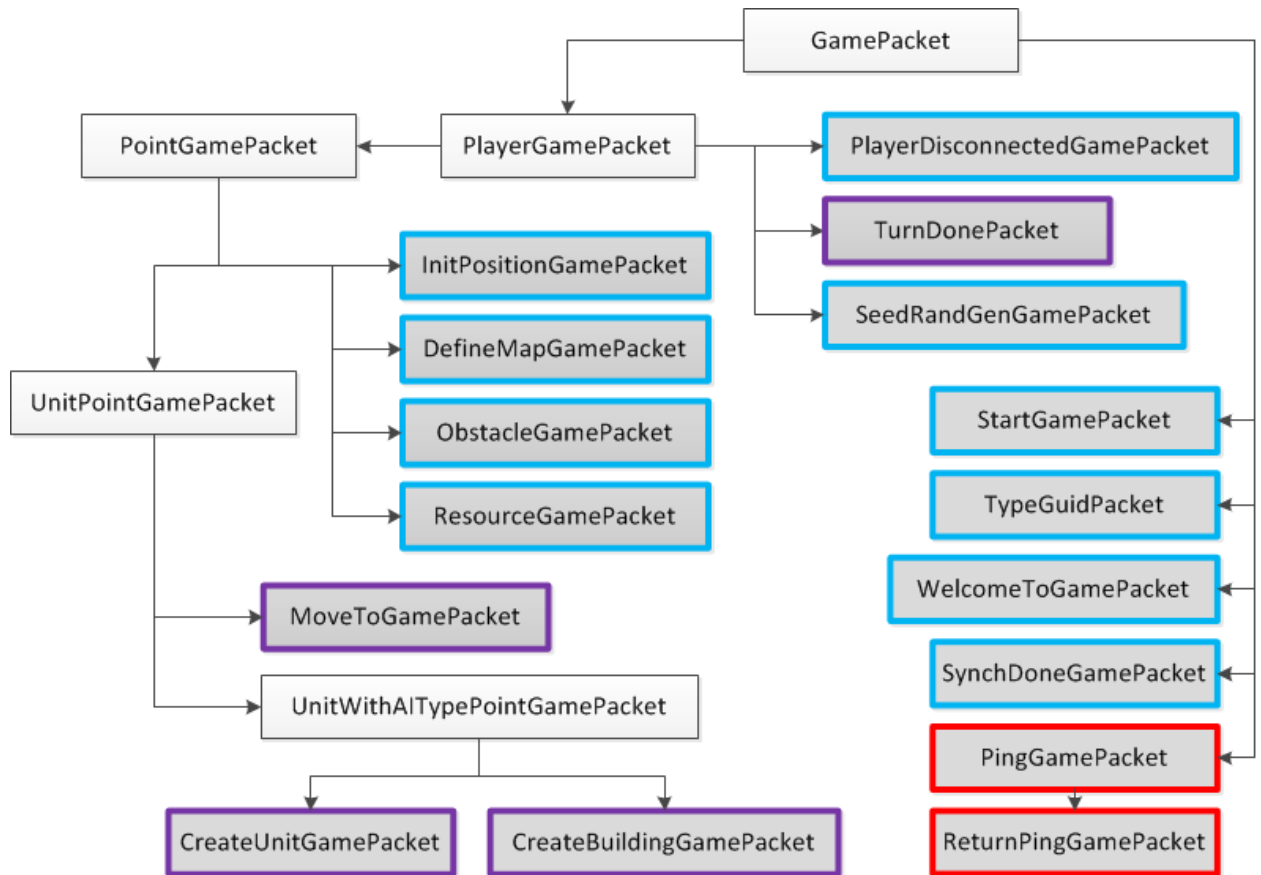 GamePacket
PointGamePacket
PlayerGamePacket
PlayerDisconnectedGamePacket
TurnDonePacket
InitPositionGamePacket
SeedRandGenGamePacket
DefineMapGamePacket
UnitPointGamePacket
StartGamePacket
ObstacleGamePacket
TypeGuidPacket
ResourceGamePacket
WelcomeToGamePacket
MoveToGamePacket
SynchDoneGamePacket
UnitWithAITypePointGamePacket
PingGamePacket
CreateUnitGamePacket
CreateBuildingGamePacket
ReturnPingGamePacket